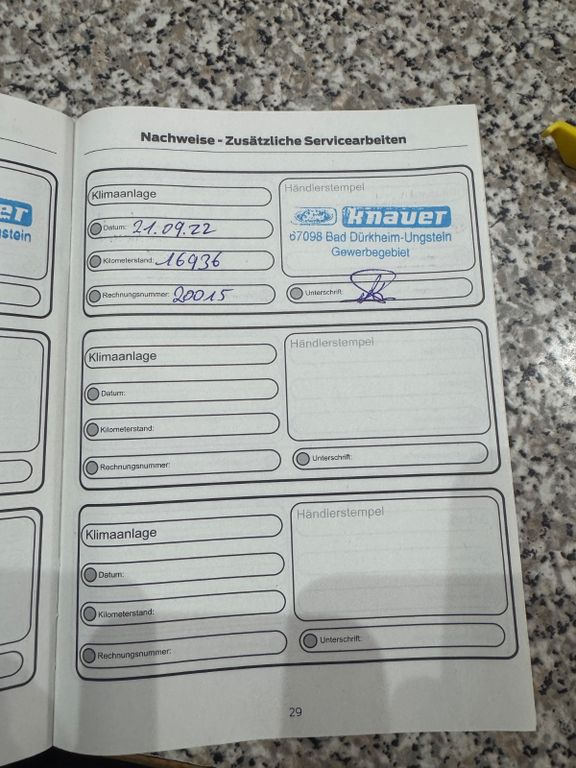 Nachweise - Zusätzliche Servicearbeiten
Klimaanlage
Datum: 21.09.22
Kilometerstand: 16936
Rechnungsnummer: 20015
Händlerstempel
Ford Knauer
67098 Bad Dürkheim-Ungstein
Gewerbegebiet
Unterschrift:
Klimaanlage
Datum:
Kilometerstand:
Rechnungsnummer:
Händlerstempel
Unterschrift:
Klimaanlage
Datum:
Kilometerstand:
Rechnungsnummer:
Händlerstempel
Unterschrift:
29